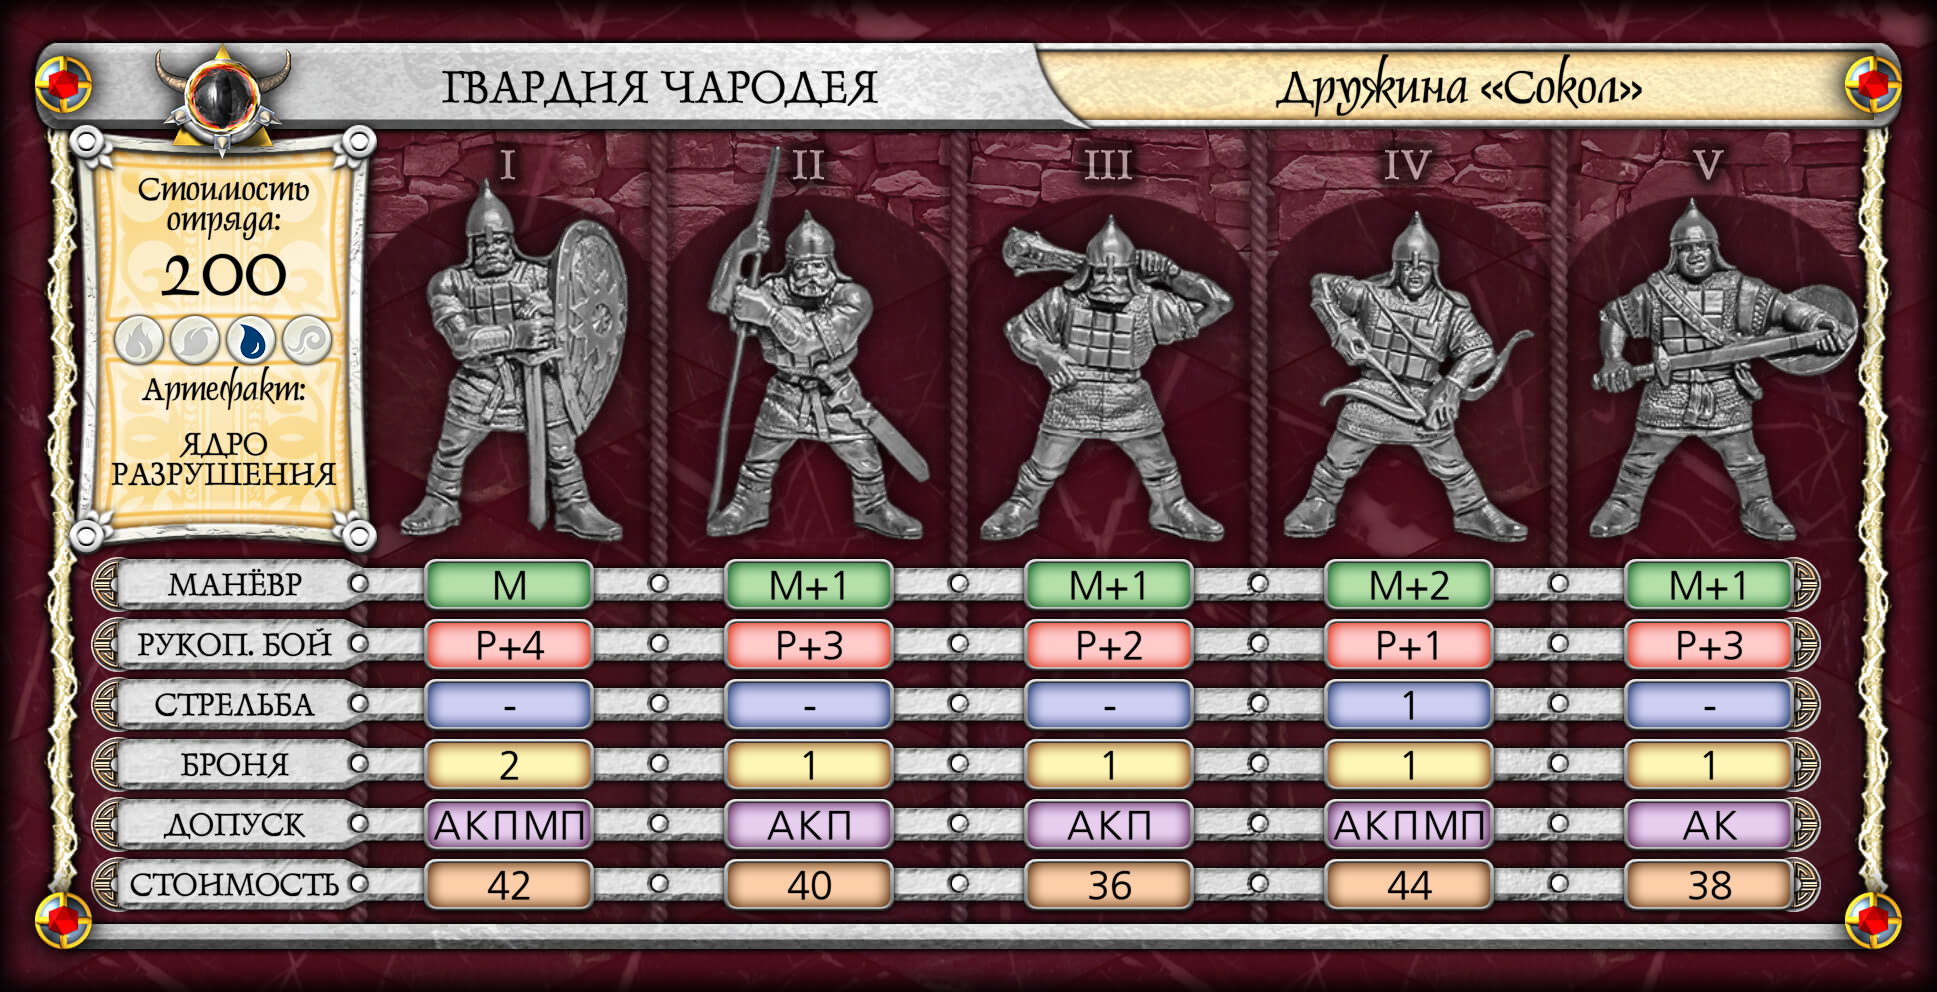 ГВАРДИЯ ЧАРОДЕЯ
Дружина «Сокол»
Стоимость
отряда:
200
Артефакт:
ЯДРО
РАЗРУШЕНИЯ
I II III IV V
МАНЁВР М М+1 М+1 М+2 М+1
РУКОП. БОЙ Р+4 Р+3 Р+2 Р+1 Р+3
СТРЕЛЬБА - - - 1 -
БРОНЯ 2 1 1 1 1
ДОПУСК АКПМП АКП АКП АКПМП АК
СТОИМОСТЬ 42 40 36 44 38